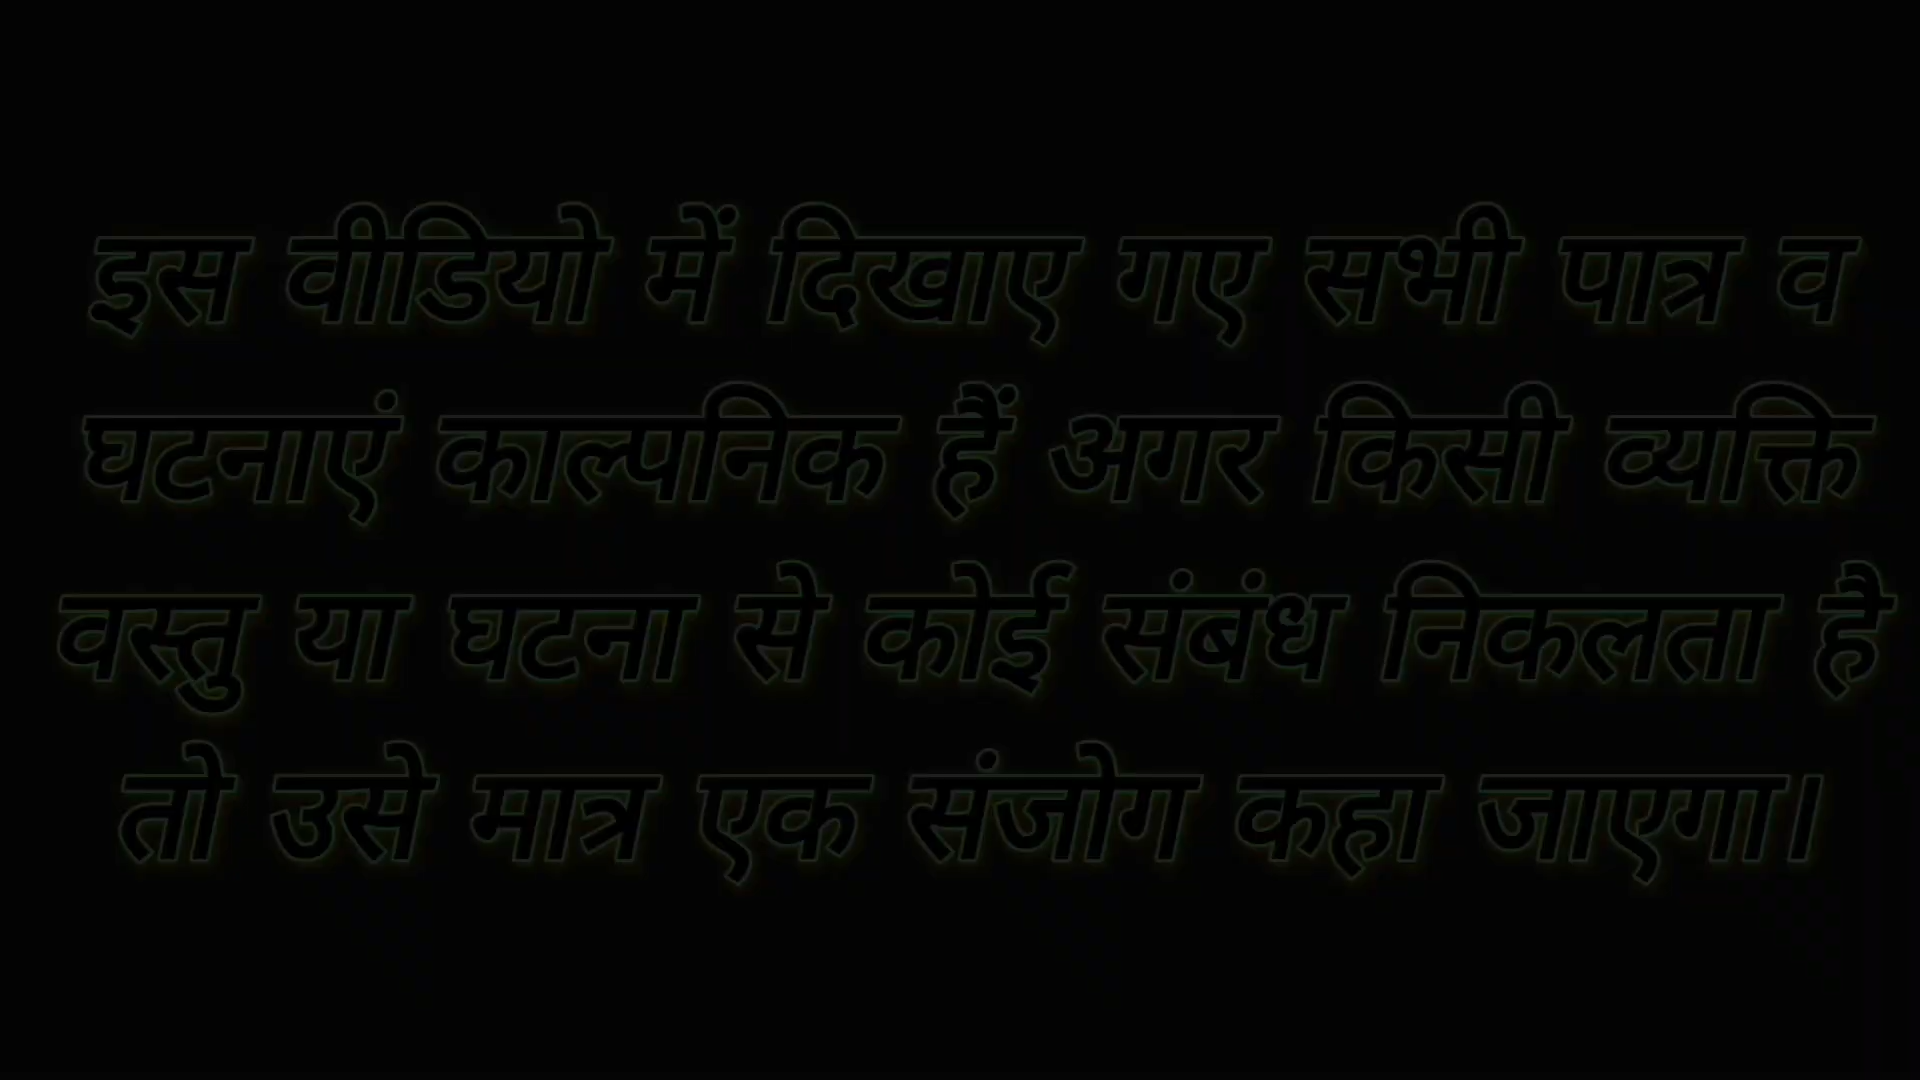 इस वीडियो में दिखाए गए सभी पात्र व
घटनाएं काल्पनिक हैं अगर किसी व्यक्ति
वस्तु या घटना से कोई संबंध निकलता है
तो उसे मात्र एक संजोग कहा जाएगा।